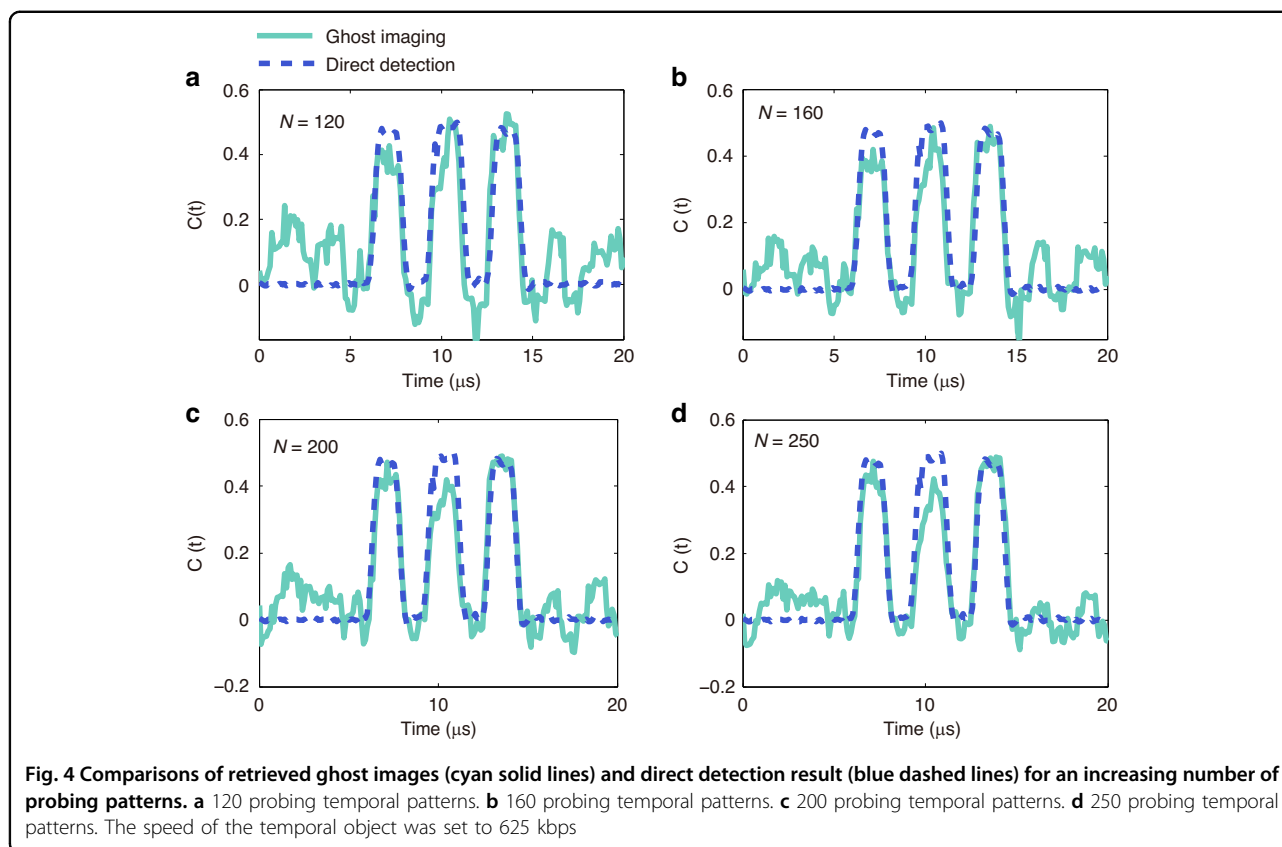 Ghost imaging
Direct detection
a
b
0.6
0.4
0.2
0
C(t)
N = 120
0
5
10
15
20
Time (μs)
0.6
0.4
0.2
0
C (t)
N = 160
0
5
10
15
20
Time (μs)
c
d
0.6
0.4
0.2
0
−0.2
C (t)
N = 200
0
10
20
Time (μs)
0.6
0.4
0.2
0
−0.2
C (t)
N = 250
0
10
20
Time (μs)
Fig. 4 Comparisons of retrieved ghost images (cyan solid lines) and direct detection result (blue dashed lines) for an increasing number of
probing patterns. a 120 probing temporal patterns. b 160 probing temporal patterns. c 200 probing temporal patterns. d 250 probing temporal
patterns. The speed of the temporal object was set to 625 kbps